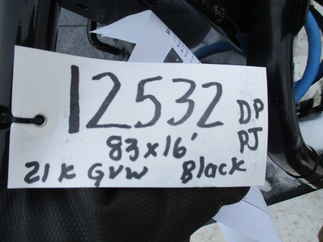 12532 DP
83x16' PJ
21K GVW Black